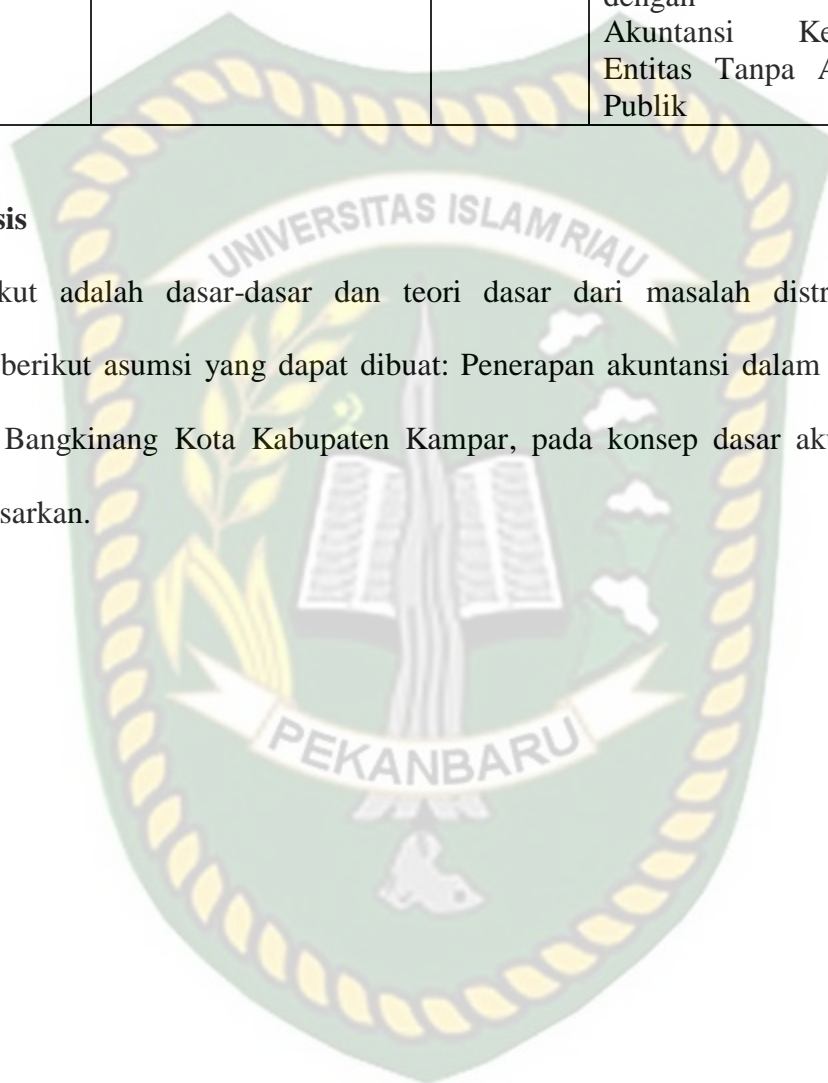 dengan
Akuntansi Ke
Entitas Tanpa A
Publik
sis
kut adalah dasar-dasar dan teori dasar dari masalah distr
berikut asumsi yang dapat dibuat: Penerapan akuntansi dalam
Bangkinang Kota Kabupaten Kampar, pada konsep dasar ak
sarkan.
UNIVERSITAS ISLAM RIAU
PEKANBARU